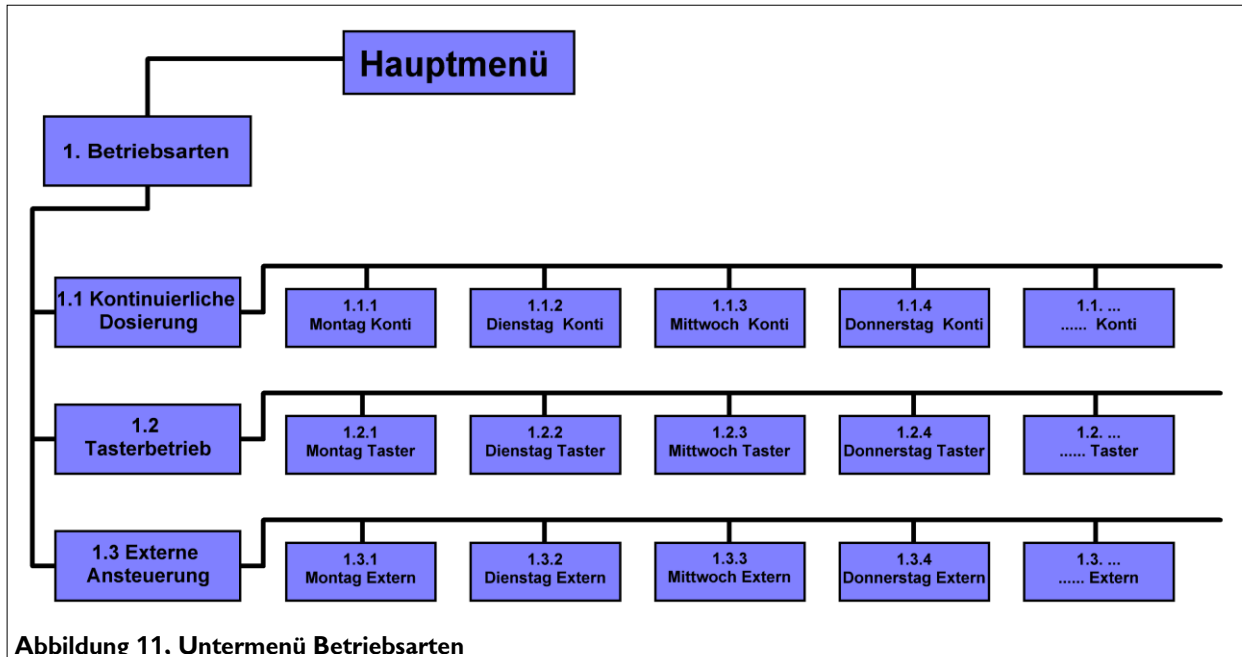 Hauptmenü
1. Betriebsarten
1.1 Kontinuierliche
Dosierung
1.1.1
Montag Konti
1.1.2
Dienstag Konti
1.1.3
Mittwoch Konti
1.1.4
Donnerstag Konti
1.1. ...
...... Konti
1.2
Tasterbetrieb
1.2.1
Montag Taster
1.2.2
Dienstag Taster
1.2.3
Mittwoch Taster
1.2.4
Donnerstag Taster
1.2. ...
...... Taster
1.3 Externe
Ansteuerung
1.3.1
Montag Extern
1.3.2
Dienstag Extern
1.3.3
Mittwoch Extern
1.3.4
Donnerstag Extern
1.3. ...
...... Extern
Abbildung 11, Untermenü Betriebsarten